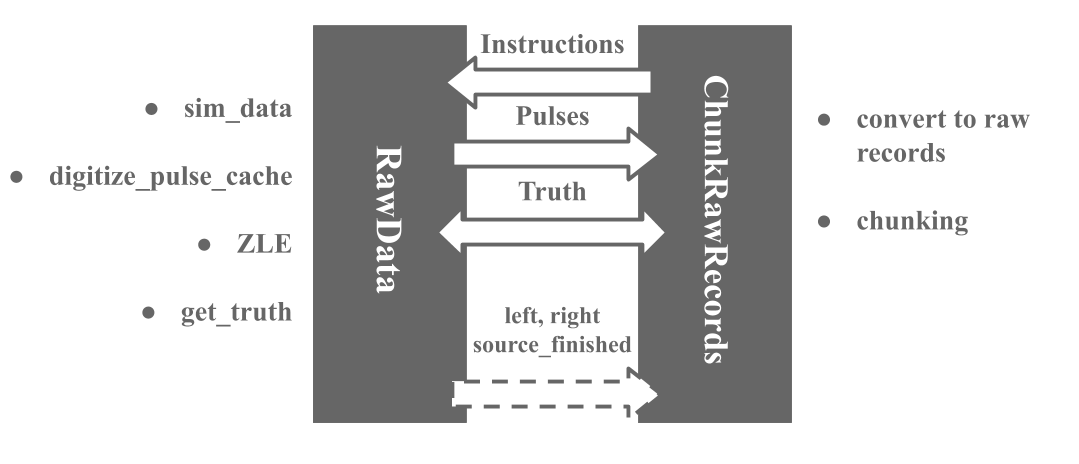 • sim_data
• digitize_pulse_cache
• ZLE
• get_truth
RawData
Instructions
Pulses
Truth
left, right
source_finished
ChunkRawRecords
• convert to raw
records
• chunking